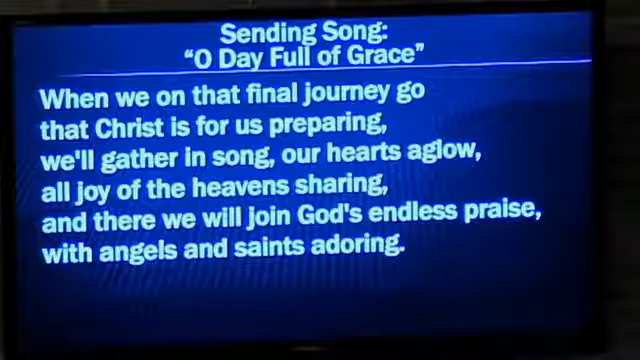 Sending Song:
“O Day Full of Grace”
When we on that final journey go
that Christ is for us preparing,
we'll gather in song, our hearts aglow,
all joy of the heavens sharing,
and there we will join God's endless praise,
with angels and saints adoring.